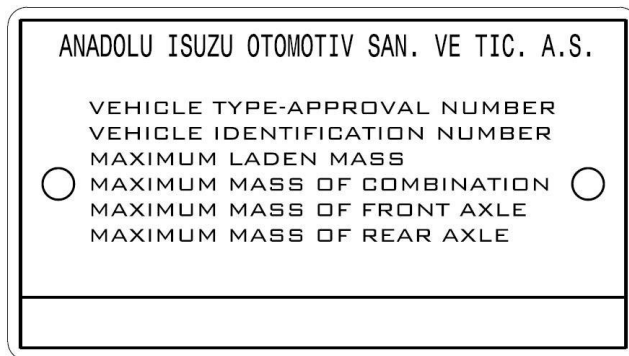 ANADOLU ISUZU OTOMOTIV SAN. VE TIC. A.S.
VEHICLE TYPE-APPROVAL NUMBER
VEHICLE IDENTIFICATION NUMBER
MAXIMUM LADEN MASS
MAXIMUM MASS OF COMBINATION
MAXIMUM MASS OF FRONT AXLE
MAXIMUM MASS OF REAR AXLE